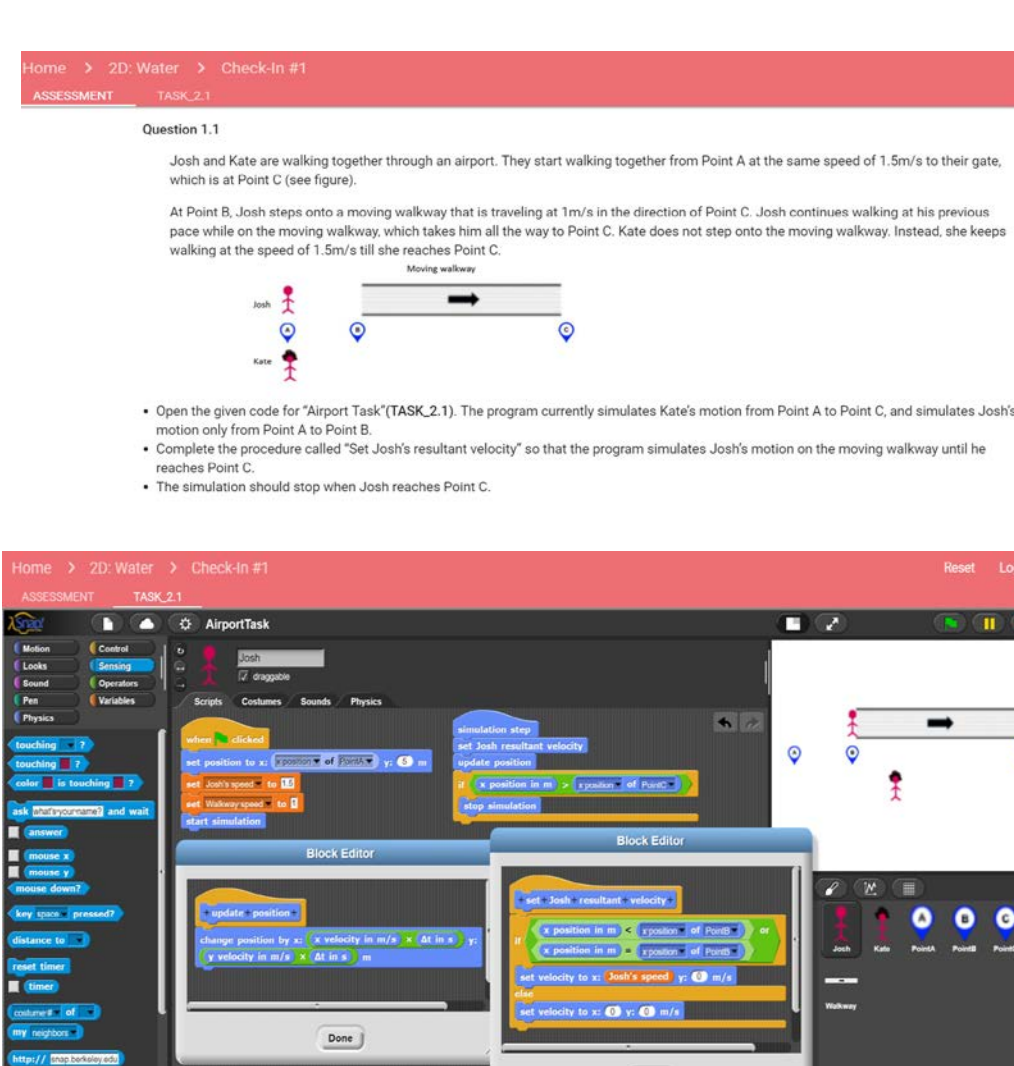 Home > 2D: Water > Check-In #1
ASSESSMENT TASK_2.1
Question 1.1
Josh and Kate are walking together through an airport. They start walking together from Point A at the same speed of 1.5m/s to their gate,
which is at Point C (see figure).
At Point B, Josh steps onto a moving walkway that is traveling at 1m/s in the direction of Point C. Josh continues walking at his previous
pace while on the moving walkway, which takes him all the way to Point C. Kate does not step onto the moving walkway. Instead, she keeps
walking at the speed of 1.5m/s till she reaches Point C.
Moving walkway
Josh
A B C
Kate
• Open the given code for "Airport Task"(TASK_2.1). The program currently simulates Kate's motion from Point A to Point C, and simulates Josh's
motion only from Point A to Point B.
• Complete the procedure called "Set Josh's resultant velocity" so that the program simulates Josh's motion on the moving walkway until he
reaches Point C.
• The simulation should stop when Josh reaches Point C.
Home > 2D: Water > Check-In #1 Reset
ASSESSMENT TASK_2.1
Snap! AirportTask
Motion Control
Looks Sensing
Sound Operators
Pen Variables
Physics
Josh
draggable
Scripts Costumes Sounds Physics
touching ?
touching ?
color is touching ?
ask what's your name? and wait
answer
mouse x
mouse y
mouse down?
key space pressed?
distance to
reset timer
timer
costume # of
my neighbors
http:// snap.berkeley.edu
when clicked
set position to x: x position of PointA y: 5 m
set Josh's speed to 1.5
set Walkway speed to 1
start simulation
simulation step
set Josh resultant velocity
update position
if x position in m > x position of PointC
stop simulation
Block Editor
+ update + position +
change position by x: x velocity in m/s × Δt in s y:
y velocity in m/s × Δt in s m
Done
Block Editor
+ set + Josh + resultant + velocity +
if x position in m < x position of PointB or
x position in m = x position of PointB
set velocity to x: Josh's speed y: 0 m/s
else
set velocity to x: 0 y: 0 m/s
A B
A B C
Josh Kate PointA PointB
Walkway